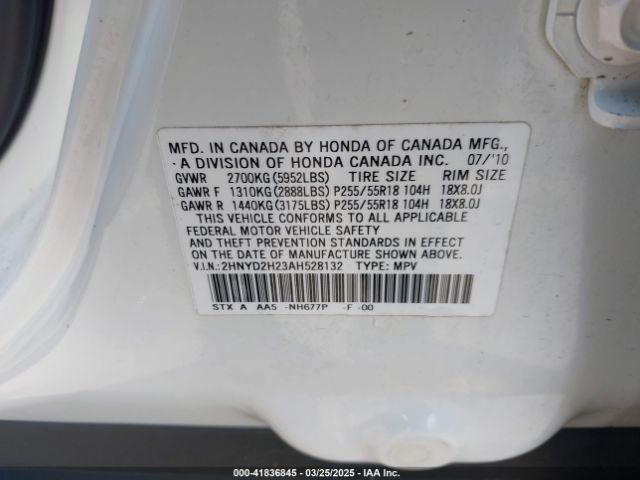 MFD. IN CANADA BY HONDA OF CANADA MFG.,
A DIVISION OF HONDA CANADA INC. 07/'10
GVWR 2700KG (5952LBS) TIRE SIZE RIM SIZE
GAWR F 1310KG (2888LBS) P255/55R18 104H 18X8.0J
GAWR R 1440KG (3175LBS) P255/55R18 104H 18X8.0J
THIS VEHICLE CONFORMS TO ALL APPLICABLE
FEDERAL MOTOR VEHICLE SAFETY
AND THEFT PREVENTION STANDARDS IN EFFECT
ON THE DATE OF MANUFACTURE SHOWN ABOVE.
V.I.N.: 2HNYD2H23AH528132 TYPE: MPV
STX A AA5 -NH677P -F -00
000-41836845 - 03/25/2025 - IAA Inc.